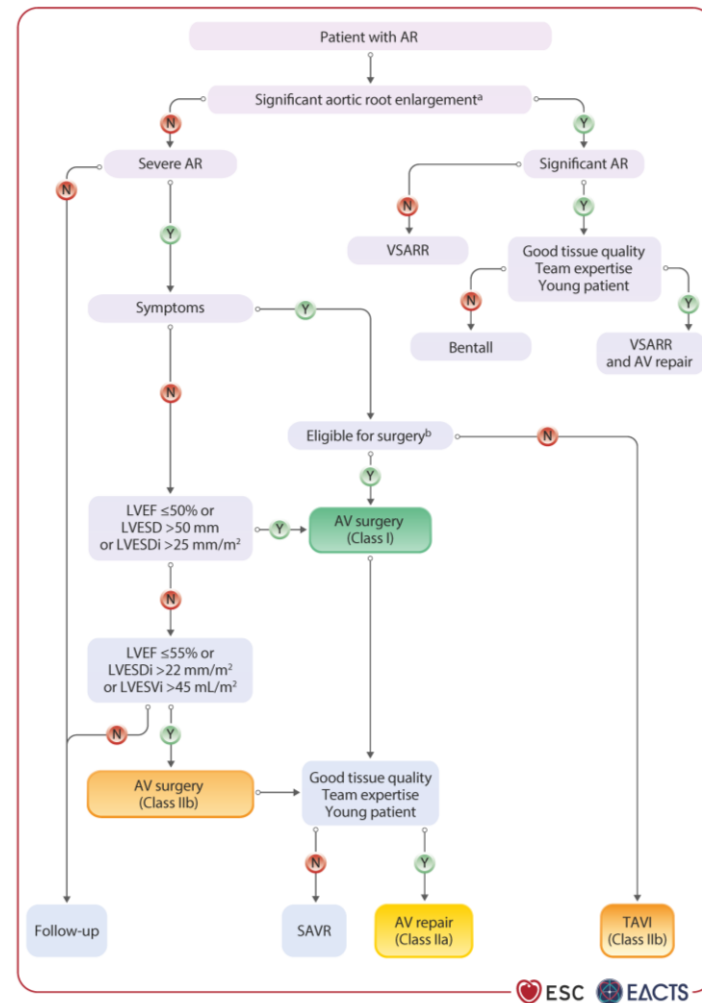 Patient with AR
Significant aortic root enlargementᵃ
N
Y
Severe AR
Significant AR
N
N
Y
Y
VSARR
Good tissue quality
Team expertise
Young patient
Symptoms
Y
N
Y
Bentall
VSARR
and AV repair
N
Eligible for surgeryᵇ
N
Y
LVEF ≤50% or
LVESD >50 mm
or LVESDi >25 mm/m²
Y
AV surgery
(Class I)
N
LVEF ≤55% or
LVESDi >22 mm/m²
or LVESVi >45 mL/m²
N
Y
AV surgery
(Class IIb)
Good tissue quality
Team expertise
Young patient
N
Y
Follow-up
SAVR
AV repair
(Class IIa)
TAVI
(Class IIb)
ESC
EACTS